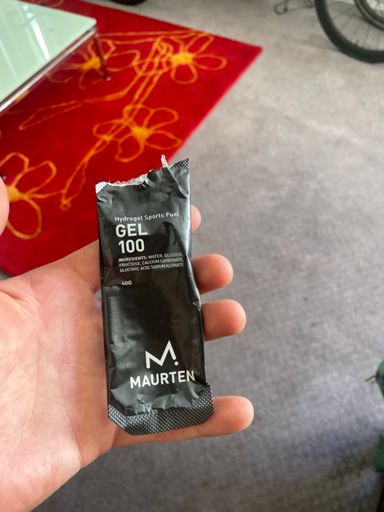 Hydrogel Sports Fuel
GEL
100
INGREDIENTS: WATER, GLUCOSE,
FRUCTOSE, CALCIUM CARBONATE,
GLUCONIC ACID, SODIUM ALGINATE
40G
M.
MAURTEN